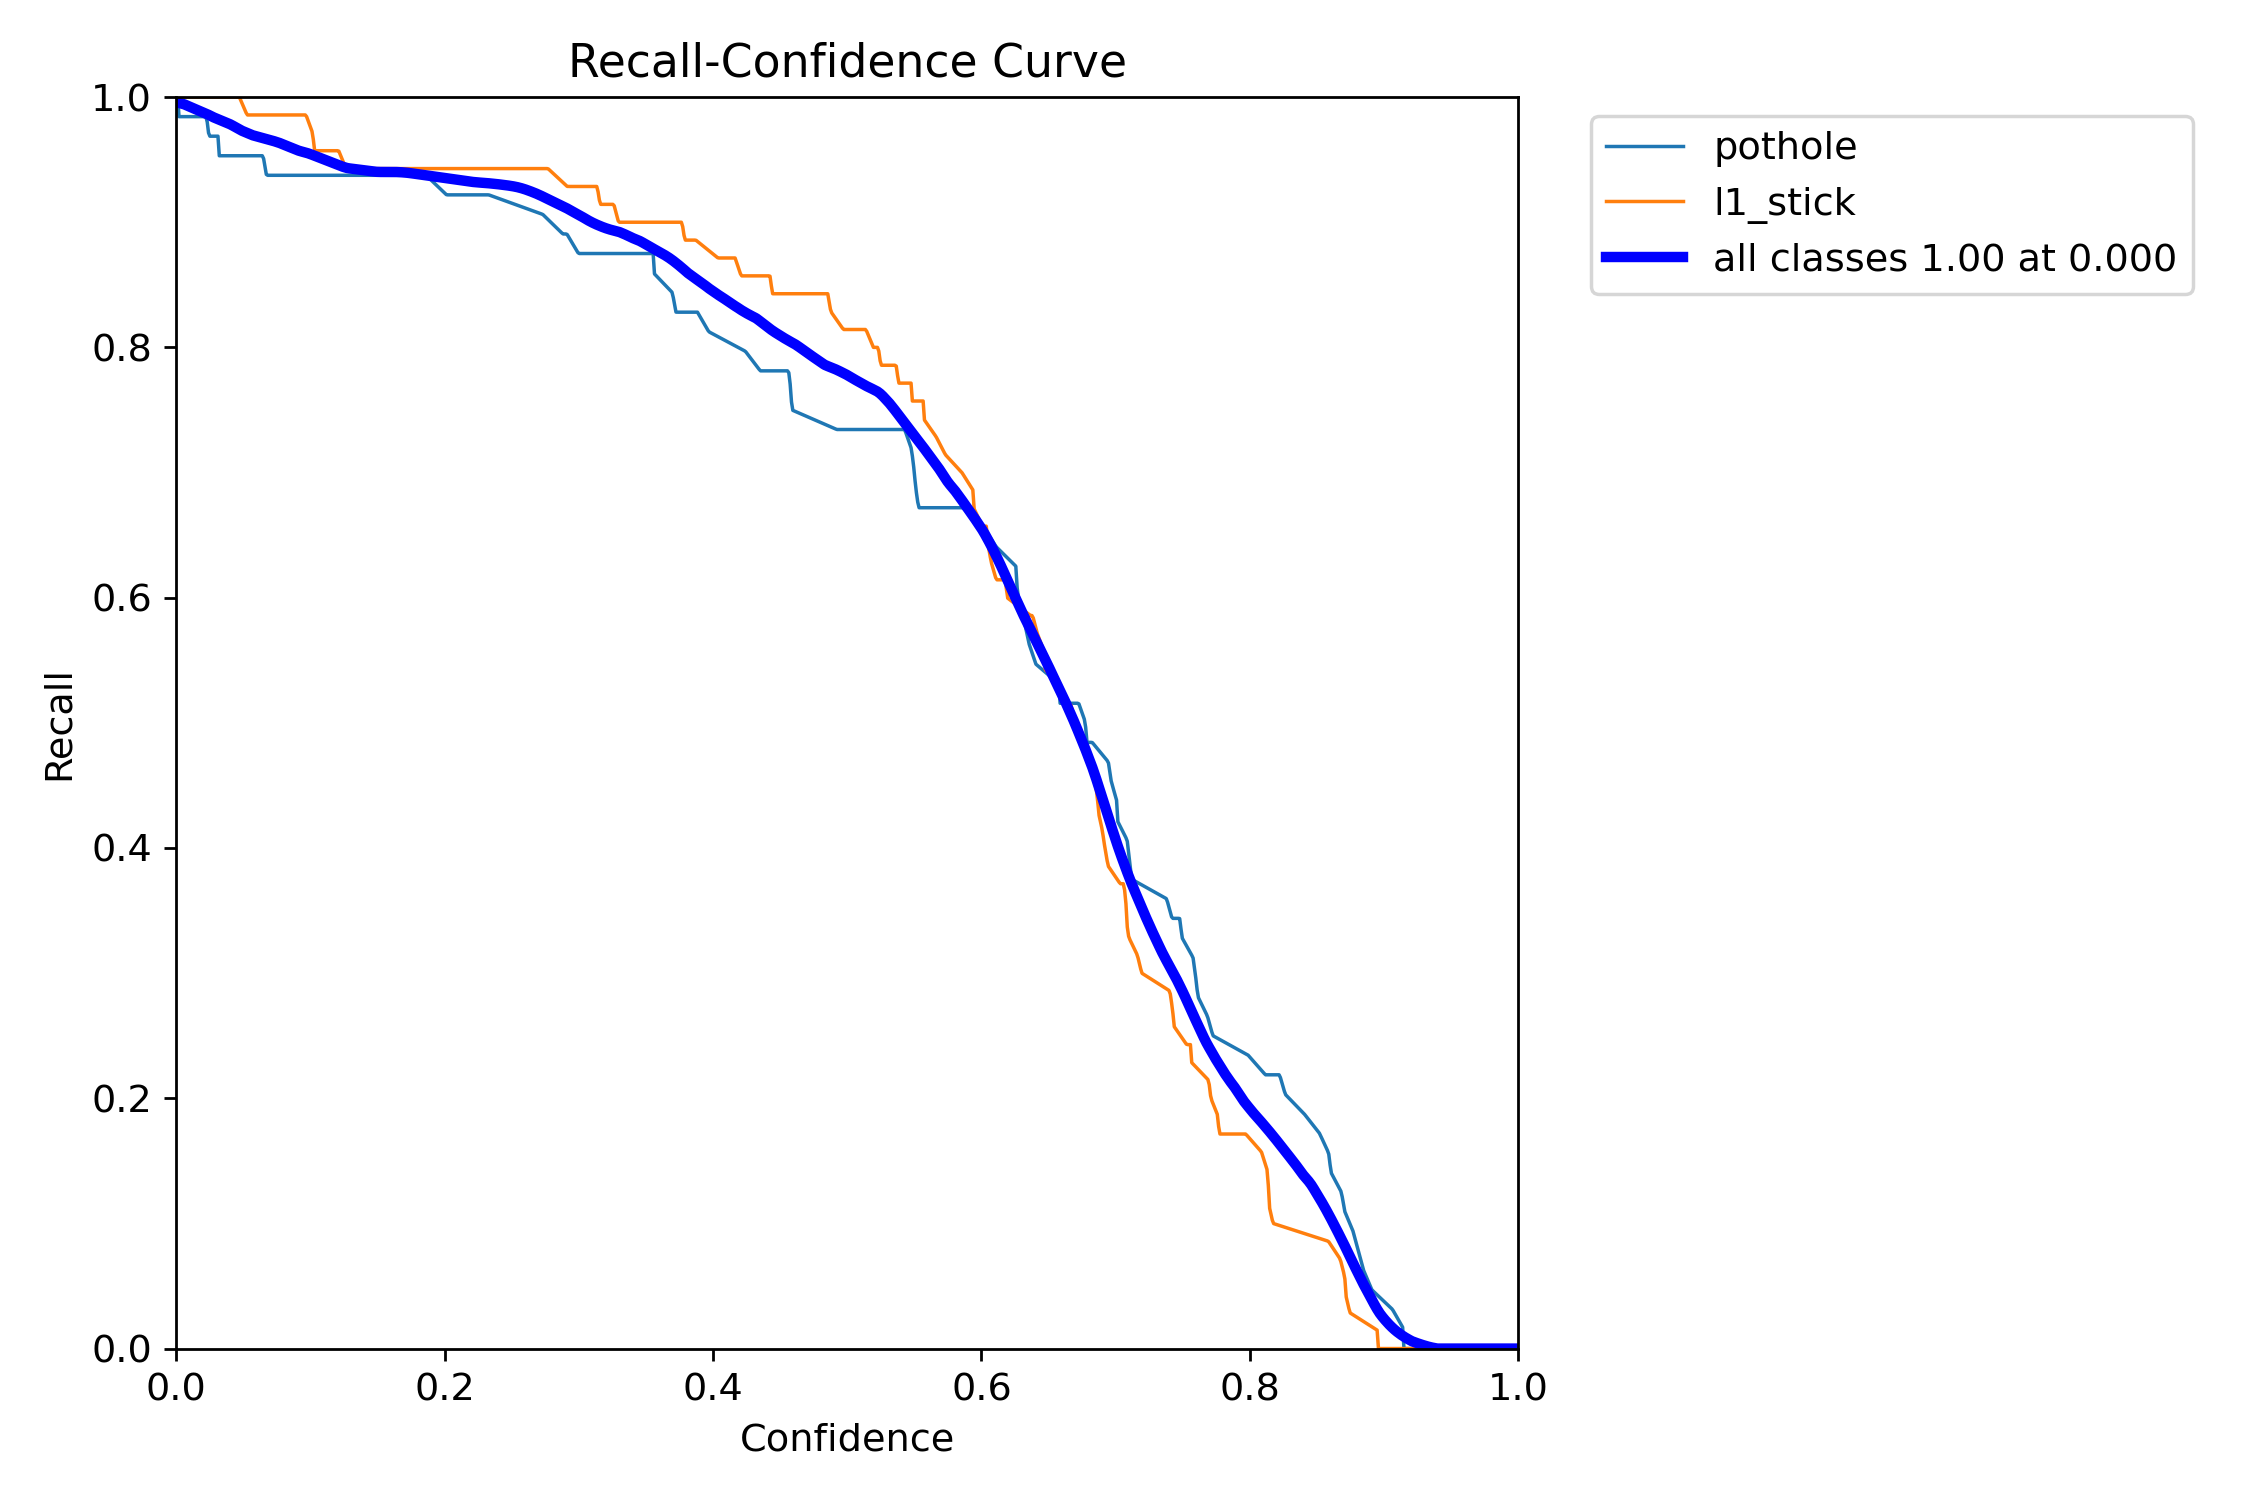 Recall-Confidence Curve
1.0
0.8
0.6
0.4
0.2
0.0
Recall
0.0 0.2 0.4 0.6 0.8 1.0
Confidence
pothole
l1_stick
all classes 1.00 at 0.000